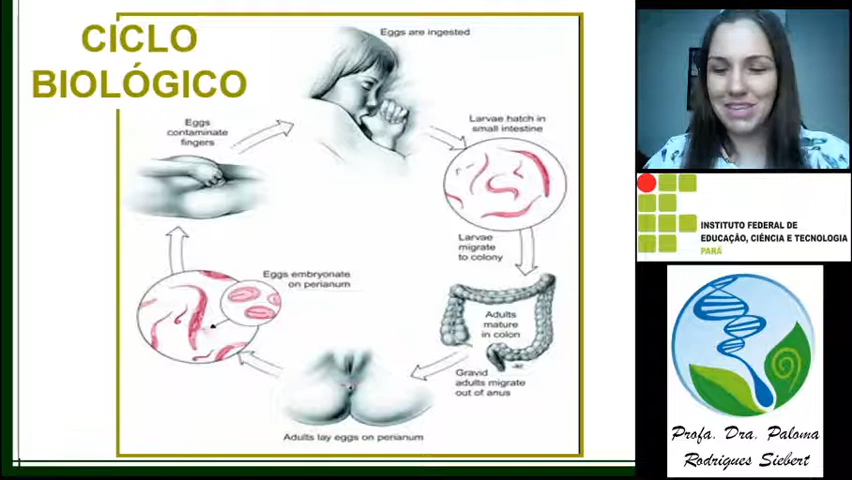 CICLO
BIOLÓGICO
Eggs are ingested
Eggs
contaminate
fingers
Larvae hatch in
small intestine
Larvae
migrate
to colony
Eggs embryonate
on perianum
Adults
mature
in colon
Gravid
adults migrate
out of anus
Adults lay eggs on perianum
INSTITUTO FEDERAL DE
EDUCAÇÃO, CIÊNCIA E TECNOLOGIA
PARÁ
Profa. Dra. Paloma
Rodrigues Siebert